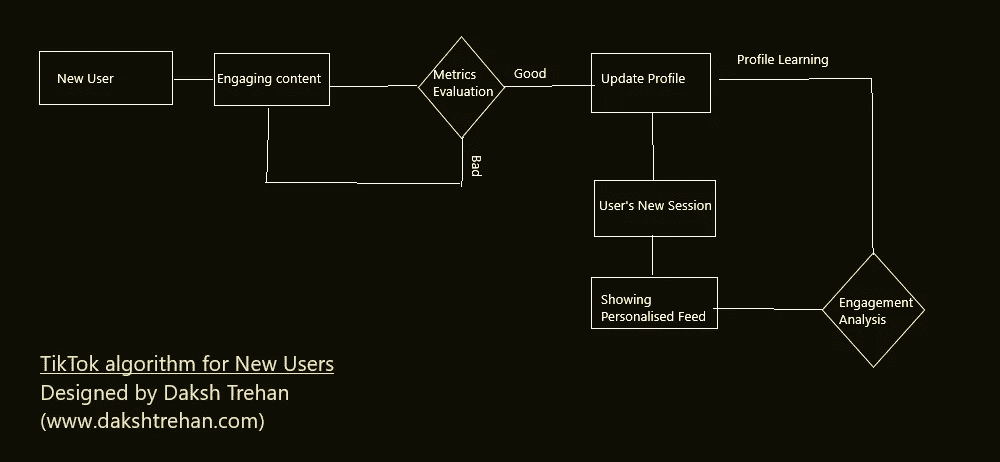 New User
Engaging content
Metrics
Evaluation
Good
Bad
Update Profile
Profile Learning
User's New Session
Showing
Personalised Feed
Engagement
Analysis
TikTok algorithm for New Users
Designed by Daksh Trehan
(www.dakshtrehan.com)